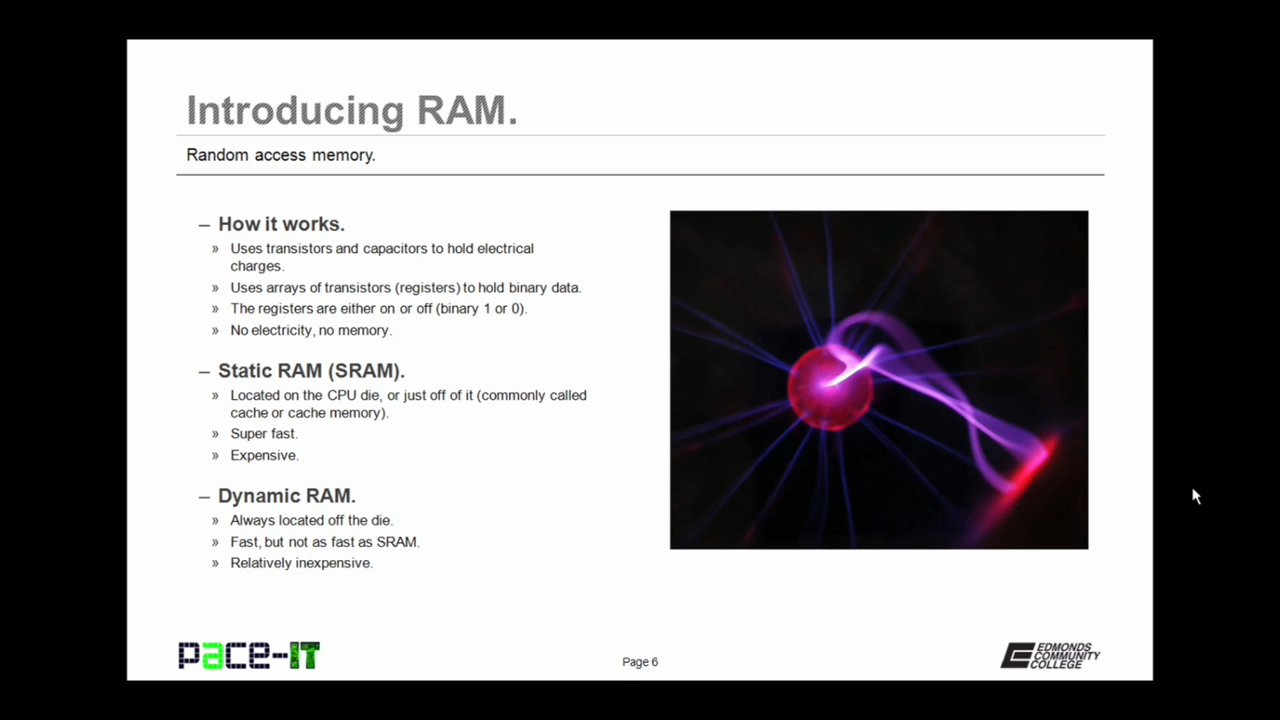 Introducing RAM.
Random access memory.
– How it works.
» Uses transistors and capacitors to hold electrical
charges.
» Uses arrays of transistors (registers) to hold binary data.
» The registers are either on or off (binary 1 or 0).
» No electricity, no memory.
– Static RAM (SRAM).
» Located on the CPU die, or just off of it (commonly called
cache or cache memory).
» Super fast.
» Expensive.
– Dynamic RAM.
» Always located off the die.
» Fast, but not as fast as SRAM.
» Relatively inexpensive.
pace-IT
Page 6
EDMONDS
COMMUNITY
COLLEGE